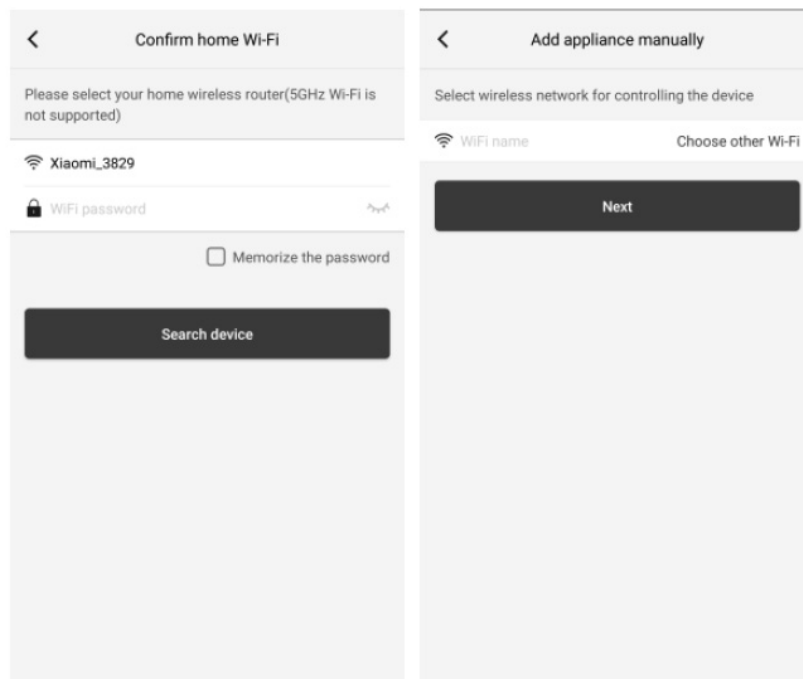 Confirm home Wi-Fi
Please select your home wireless router(5GHz Wi-Fi is
not supported)
Xiaomi_3829
WiFi password
Memorize the password
Search device
Add appliance manually
Select wireless network for controlling the device
WiFi name Choose other Wi-Fi
Next